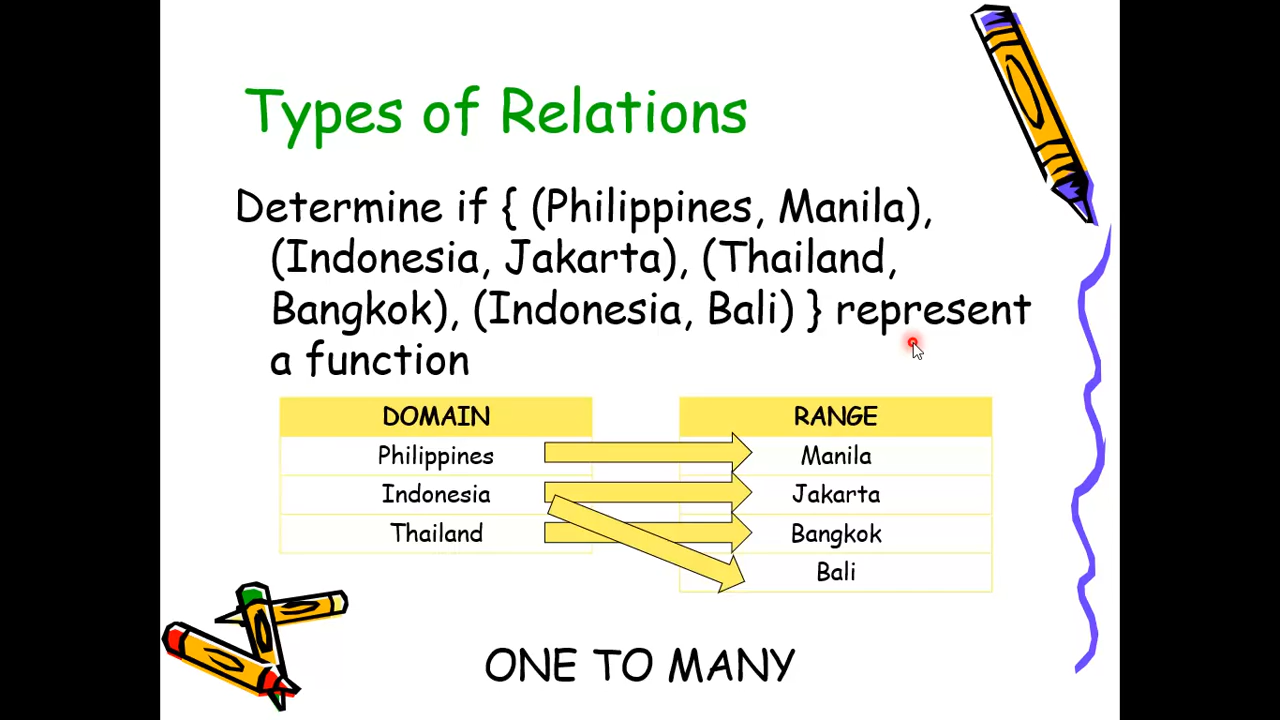 Types of Relations
Determine if { (Philippines, Manila),
(Indonesia, Jakarta), (Thailand,
Bangkok), (Indonesia, Bali) } represent
a function
DOMAIN RANGE
Philippines Manila
Indonesia Jakarta
Thailand Bangkok
Bali
ONE TO MANY